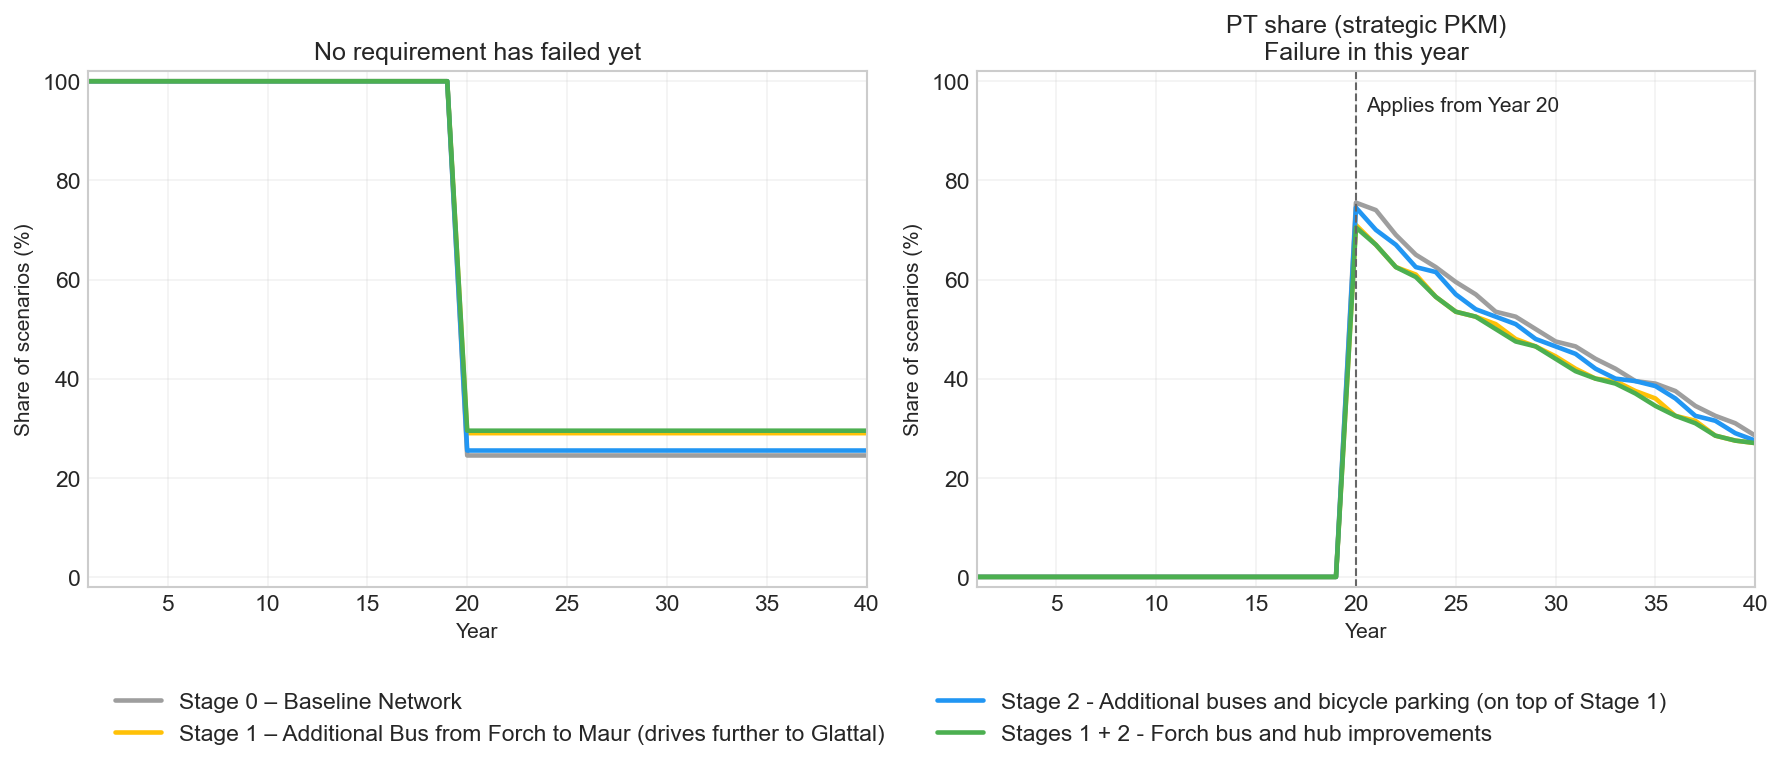 No requirement has failed yet
100
80
60
40
20
0
Share of scenarios (%)
5 10 15 20 25 30 35 40
Year
PT share (strategic PKM)
Failure in this year
Applies from Year 20
100
80
60
40
20
0
Share of scenarios (%)
5 10 15 20 25 30 35 40
Year
Stage 0 – Baseline Network
Stage 1 – Additional Bus from Forch to Maur (drives further to Glattal)
Stage 2 - Additional buses and bicycle parking (on top of Stage 1)
Stages 1 + 2 - Forch bus and hub improvements